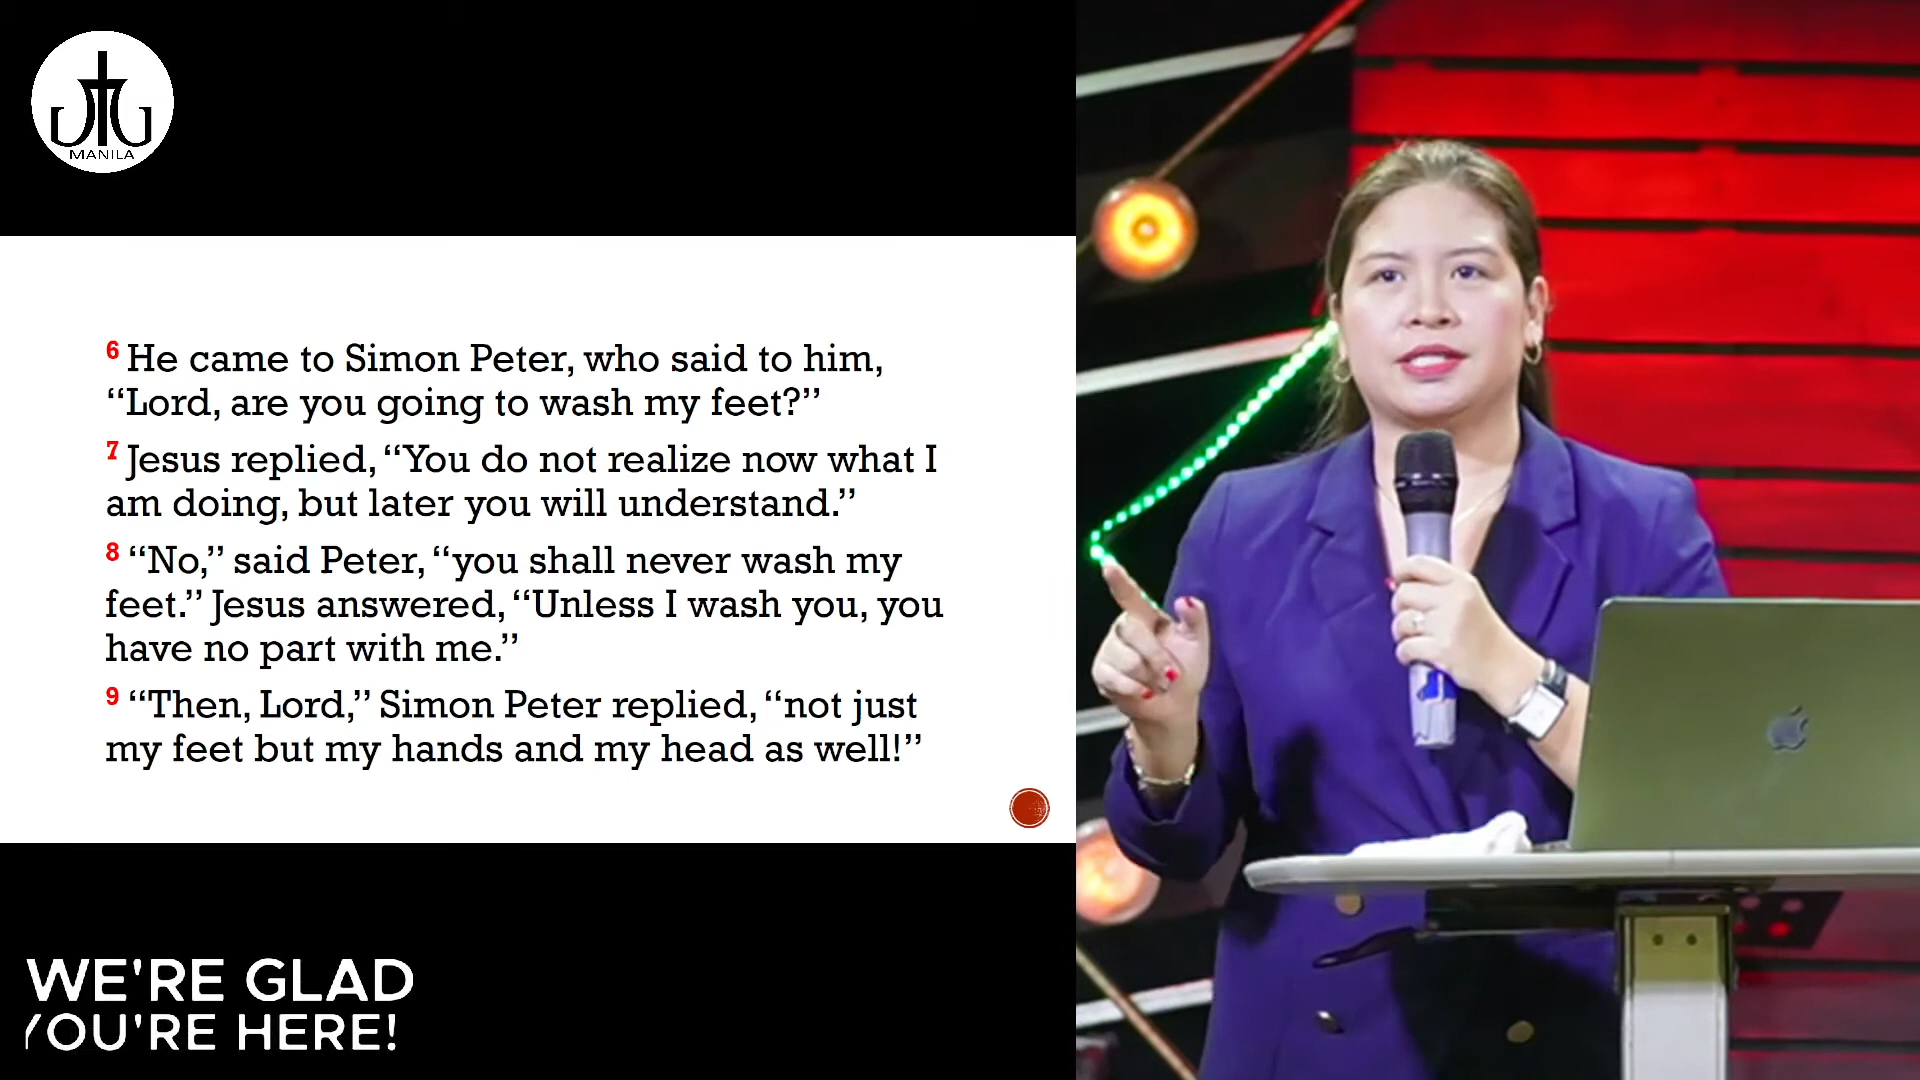 JTG
MANILA
6 He came to Simon Peter, who said to him,
“Lord, are you going to wash my feet?”
7 Jesus replied, “You do not realize now what I
am doing, but later you will understand.”
8 “No,” said Peter, “you shall never wash my
feet.” Jesus answered, “Unless I wash you, you
have no part with me.”
9 “Then, Lord,” Simon Peter replied, “not just
my feet but my hands and my head as well!”
WE'RE GLAD
YOU'RE HERE!